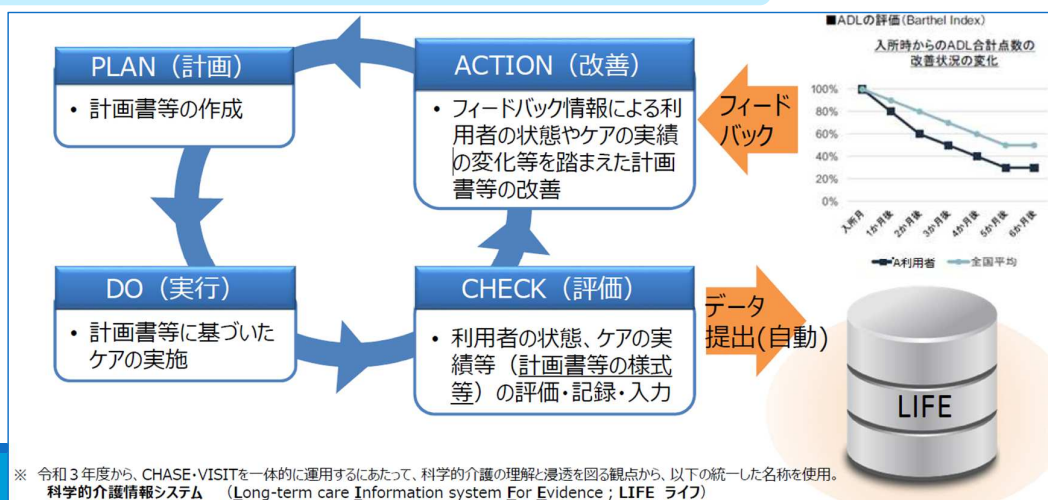 PLAN（計画）
• 計画書等の作成
ACTION（改善）
• フィードバック情報による利
用者の状態やケアの実績
の変化等を踏まえた計画
書等の改善
フィード
バック
■ADLの評価（Barthel Index）
入所時からのADL合計点数の
改善状況の変化
100%
80%
60%
40%
20%
0%
入所月
1か月後
2か月後
3か月後
4か月後
5か月後
6か月後
A利用者
全国平均
DO（実行）
• 計画書等に基づいた
ケアの実施
CHECK（評価）
• 利用者の状態、ケアの実
績等（計画書等の様式
等）の評価・記録・入力
データ
提出(自動)
LIFE
※ 令和３年度から、CHASE・VISITを一体的に運用するにあたって、科学的介護の理解と浸透を図る観点から、以下の統一した名称を使用。
科学的介護情報システム （Long-term care Information system For Evidence；LIFE ライフ）